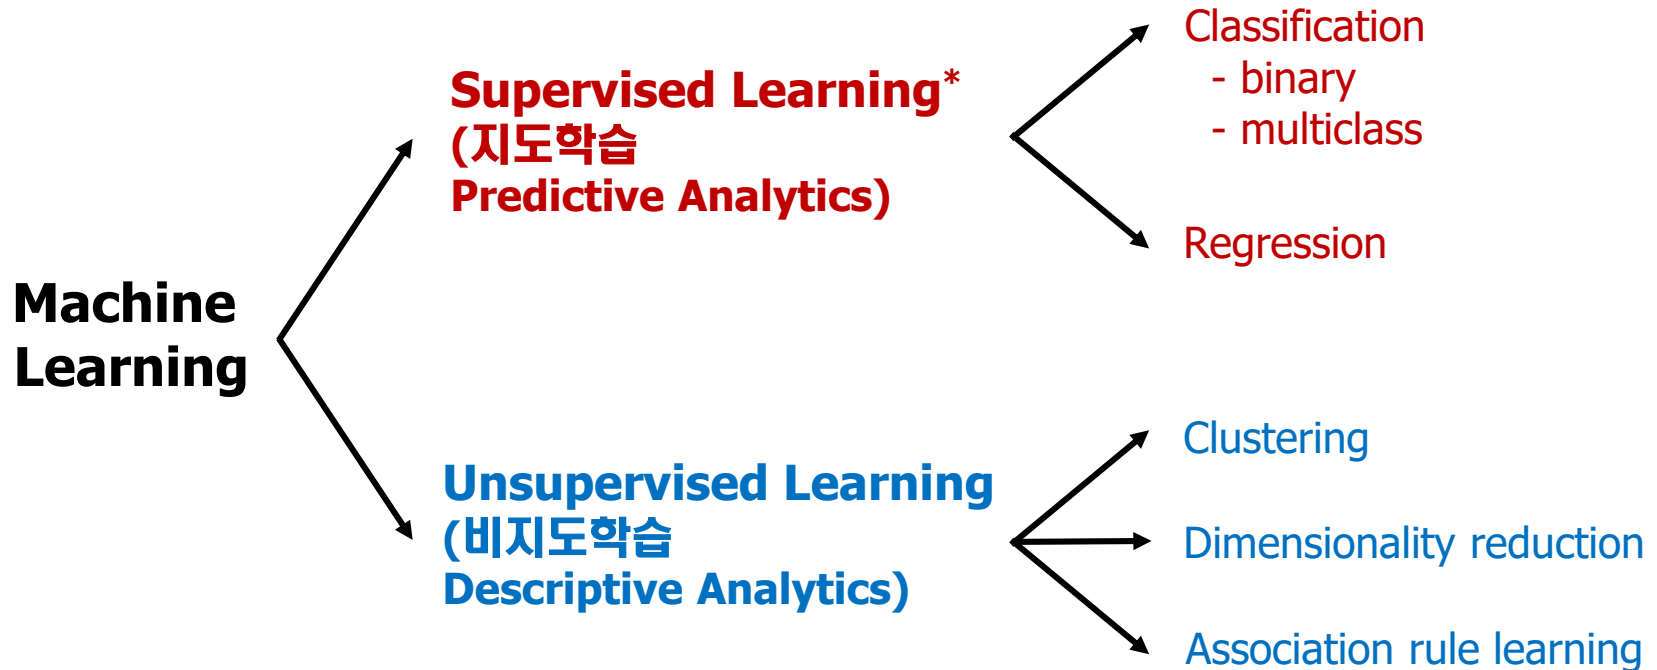 Machine
Learning
Supervised Learning*
(지도학습
Predictive Analytics)
Classification
- binary
- multiclass
Regression
Unsupervised Learning
(비지도학습
Descriptive Analytics)
Clustering
Dimensionality reduction
Association rule learning